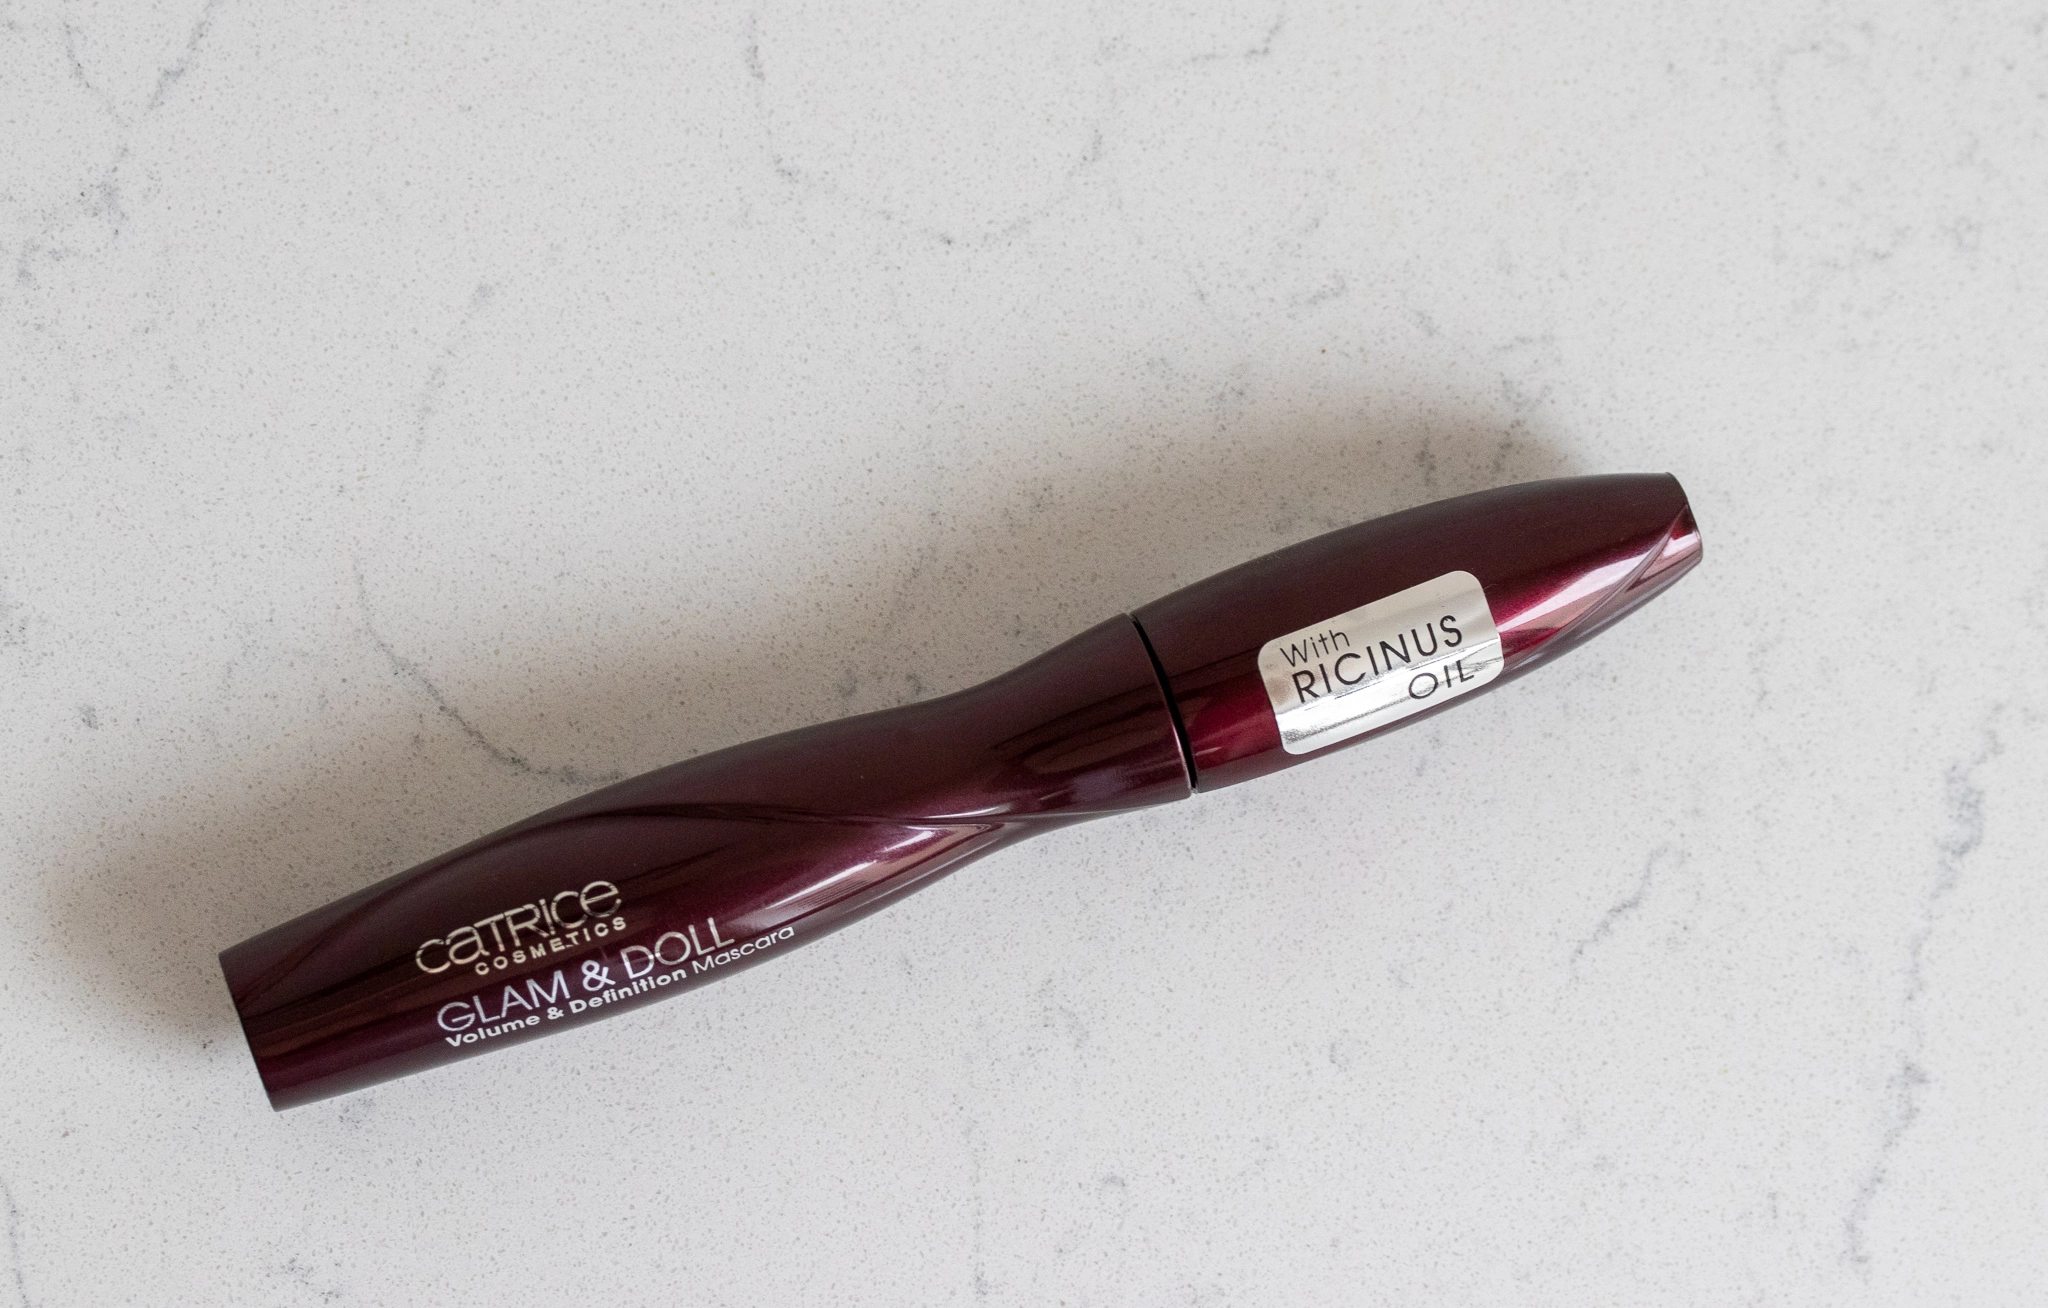 CATRICE
COSMETICS
GLAM & DOLL
Volume & Definition Mascara
With
RICINUS
OIL